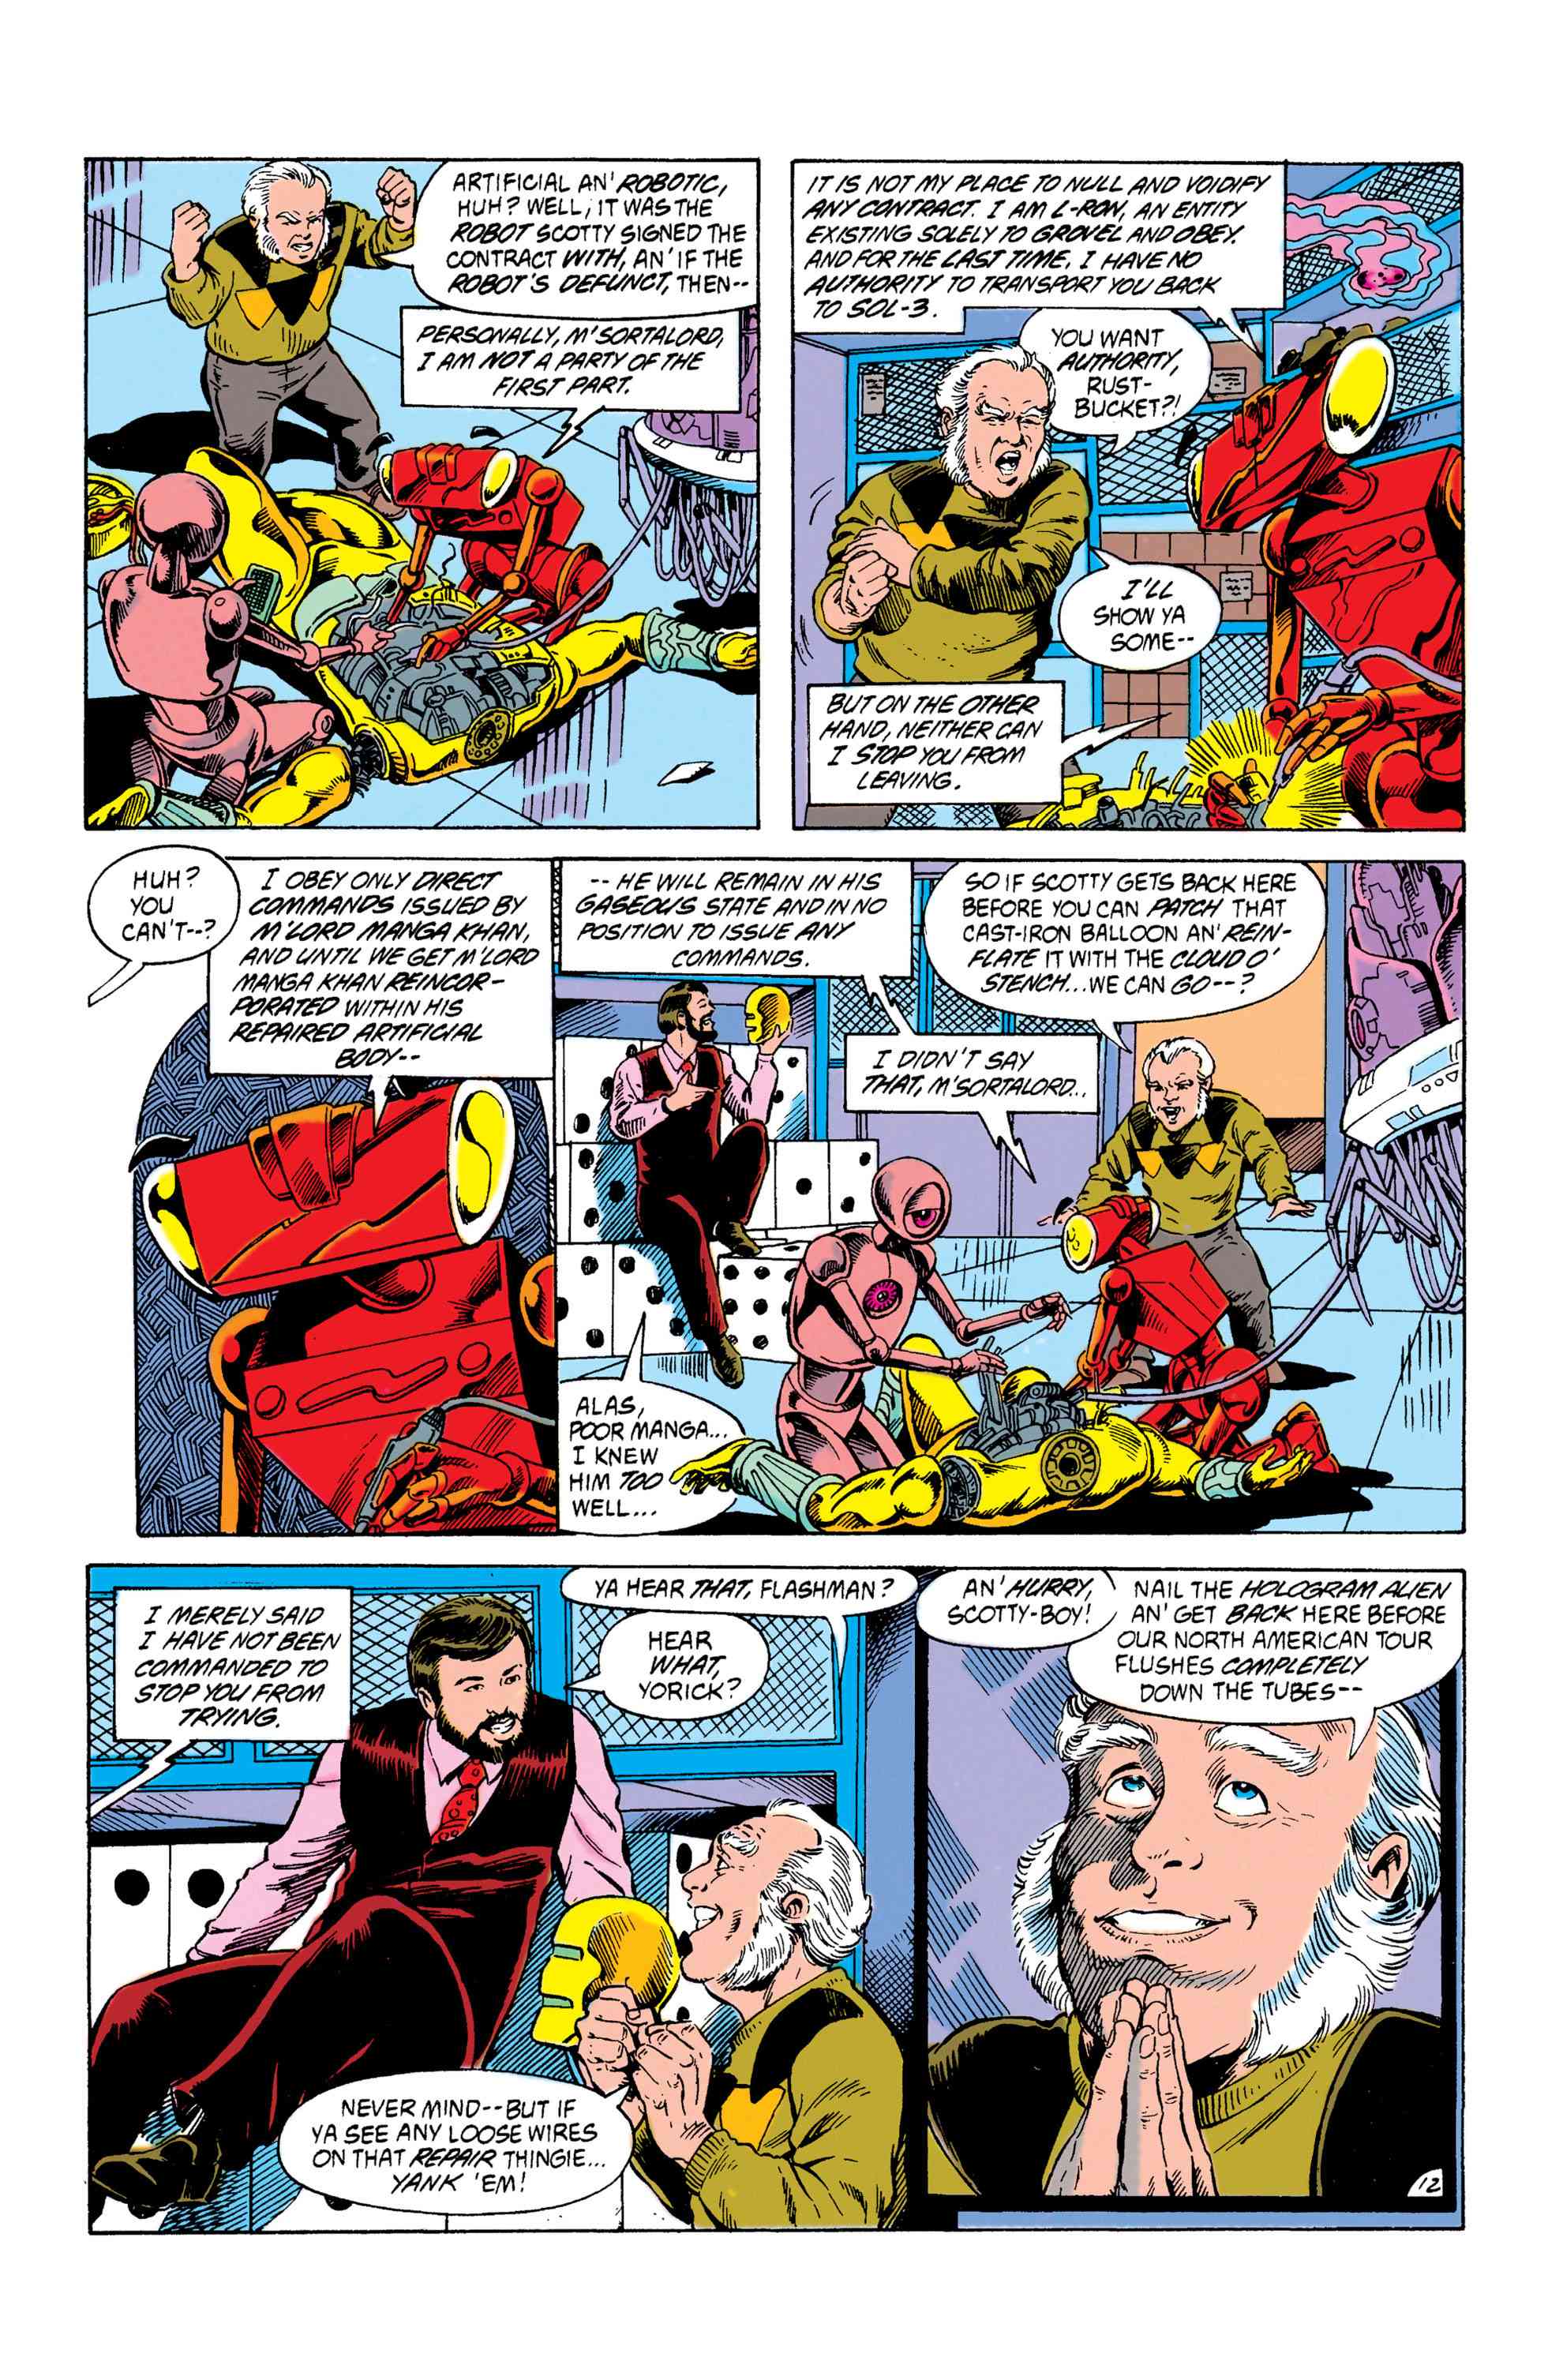 ARTIFICIAL AN' ROBOTIC,
HUH? WELL, IT WAS THE
ROBOT SCOTTY SIGNED THE
CONTRACT WITH, AN' IF THE
ROBOT'S DEFUNCT, THEN--
PERSONALLY, M'SORTALORD,
I AM NOT A PARTY OF THE
FIRST PART.
IT IS NOT MY PLACE TO NULL AND VOIDIFY
ANY CONTRACT. I AM L-RON, AN ENTITY
EXISTING SOLELY TO GROVEL AND OBEY.
AND FOR THE LAST TIME, I HAVE NO
AUTHORITY TO TRANSPORT YOU BACK
TO SOL-3.
YOU WANT
AUTHORITY,
RUST-
BUCKET?!
I'LL
SHOW YA
SOME--
BUT ON THE OTHER
HAND, NEITHER CAN
I STOP YOU FROM
LEAVING.
HUH?
YOU
CAN'T--?
I OBEY ONLY DIRECT
COMMANDS ISSUED BY
M'LORD MANGA KHAN,
AND UNTIL WE GET M'LORD
MANGA KHAN REINCOR-
PORATED WITHIN HIS
REPAIRED ARTIFICIAL
BODY--
-- HE WILL REMAIN IN HIS
GASEOUS STATE AND IN NO
POSITION TO ISSUE ANY
COMMANDS.
SO IF SCOTTY GETS BACK HERE
BEFORE YOU CAN PATCH THAT
CAST-IRON BALLOON AN' REIN-
FLATE IT WITH THE CLOUD O'
STENCH...WE CAN GO--?
I DIDN'T SAY
THAT, M'SORTALORD...
ALAS,
POOR MANGA...
I KNEW
HIM TOO
WELL...
I MERELY SAID
I HAVE NOT BEEN
COMMANDED TO
STOP YOU FROM
TRYING.
YA HEAR THAT, FLASHMAN?
HEAR
WHAT,
YORICK?
NEVER MIND--BUT IF
YA SEE ANY LOOSE WIRES
ON THAT REPAIR THINGIE...
YANK 'EM!
AN' HURRY,
SCOTTY-BOY!
NAIL THE HOLOGRAM ALIEN
AN' GET BACK HERE BEFORE
OUR NORTH AMERICAN TOUR
FLUSHES COMPLETELY
DOWN THE TUBES--
12